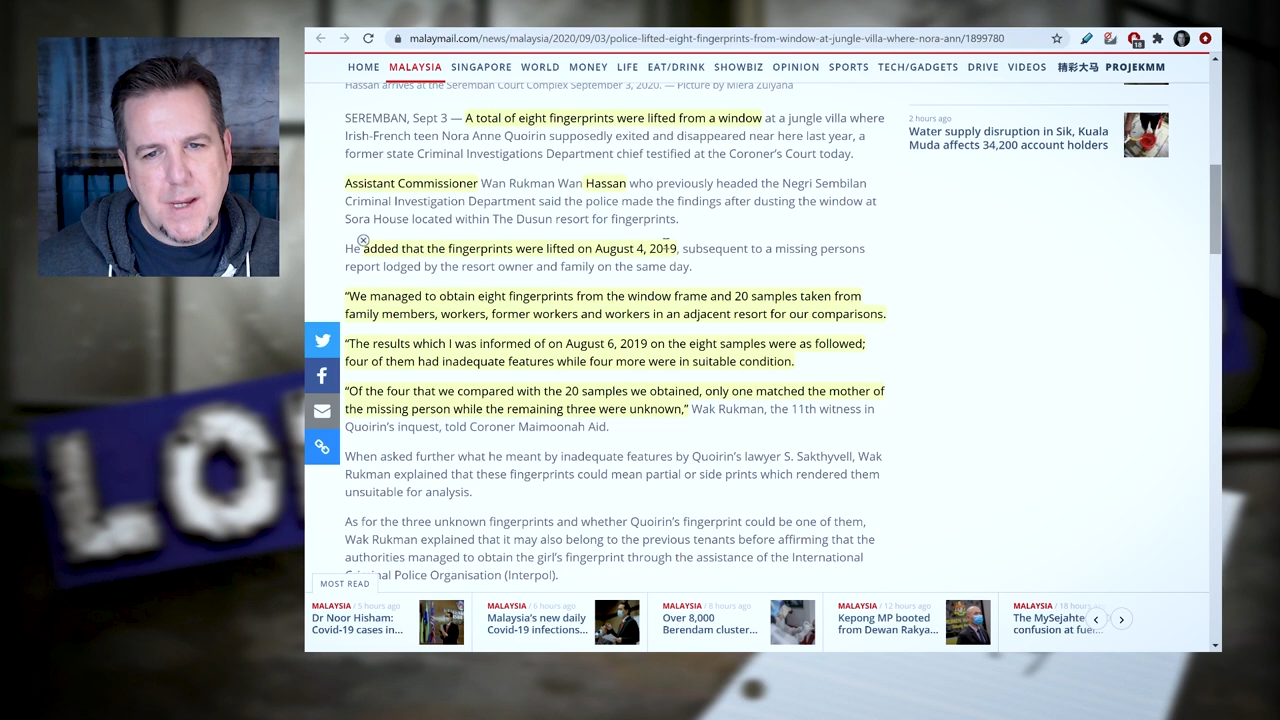 malaymail.com/news/malaysia/2020/09/03/police-lifted-eight-fingerprints-from-window-at-jungle-villa-where-nora-ann/1899780
18
HOME MALAYSIA SINGAPORE WORLD MONEY LIFE EAT/DRINK SHOWBIZ OPINION SPORTS TECH/GADGETS DRIVE VIDEOS 精彩大马 PROJEKMM
Hassan arrives at the Seremban Court Complex September 3, 2020. — Picture by Miera Zulyana
SEREMBAN, Sept 3 — A total of eight fingerprints were lifted from a window at a jungle villa where
Irish-French teen Nora Anne Quoirin supposedly exited and disappeared near here last year, a
former state Criminal Investigations Department chief testified at the Coroner's Court today.
Assistant Commissioner Wan Rukman Wan Hassan who previously headed the Negri Sembilan
Criminal Investigation Department said the police made the findings after dusting the window at
Sora House located within The Dusun resort for fingerprints.
He added that the fingerprints were lifted on August 4, 2019, subsequent to a missing persons
report lodged by the resort owner and family on the same day.
“We managed to obtain eight fingerprints from the window frame and 20 samples taken from
family members, workers, former workers and workers in an adjacent resort for our comparisons.
“The results which I was informed of on August 6, 2019 on the eight samples were as followed;
four of them had inadequate features while four more were in suitable condition.
“Of the four that we compared with the 20 samples we obtained, only one matched the mother of
the missing person while the remaining three were unknown,” Wak Rukman, the 11th witness in
Quoirin's inquest, told Coroner Maimoonah Aid.
When asked further what he meant by inadequate features by Quoirin's lawyer S. Sakthyvell, Wak
Rukman explained that these fingerprints could mean partial or side prints which rendered them
unsuitable for analysis.
As for the three unknown fingerprints and whether Quoirin's fingerprint could be one of them,
Wak Rukman explained that it may also belong to the previous tenants before affirming that the
authorities managed to obtain the girl's fingerprint through the assistance of the International
Police Organisation (Interpol).
2 hours ago
Water supply disruption in Sik, Kuala
Muda affects 34,200 account holders
MOST READ
MALAYSIA / 5 hours ago
Dr Noor Hisham:
Covid-19 cases in...
MALAYSIA / 6 hours ago
Malaysia's new daily
Covid-19 infections...
MALAYSIA / 8 hours ago
Over 8,000
Berendam cluster...
MALAYSIA / 12 hours ago
Kepong MP booted
from Dewan Rakya...
MALAYSIA / 18 hours
The MySejahte
confusion at fue...
LO